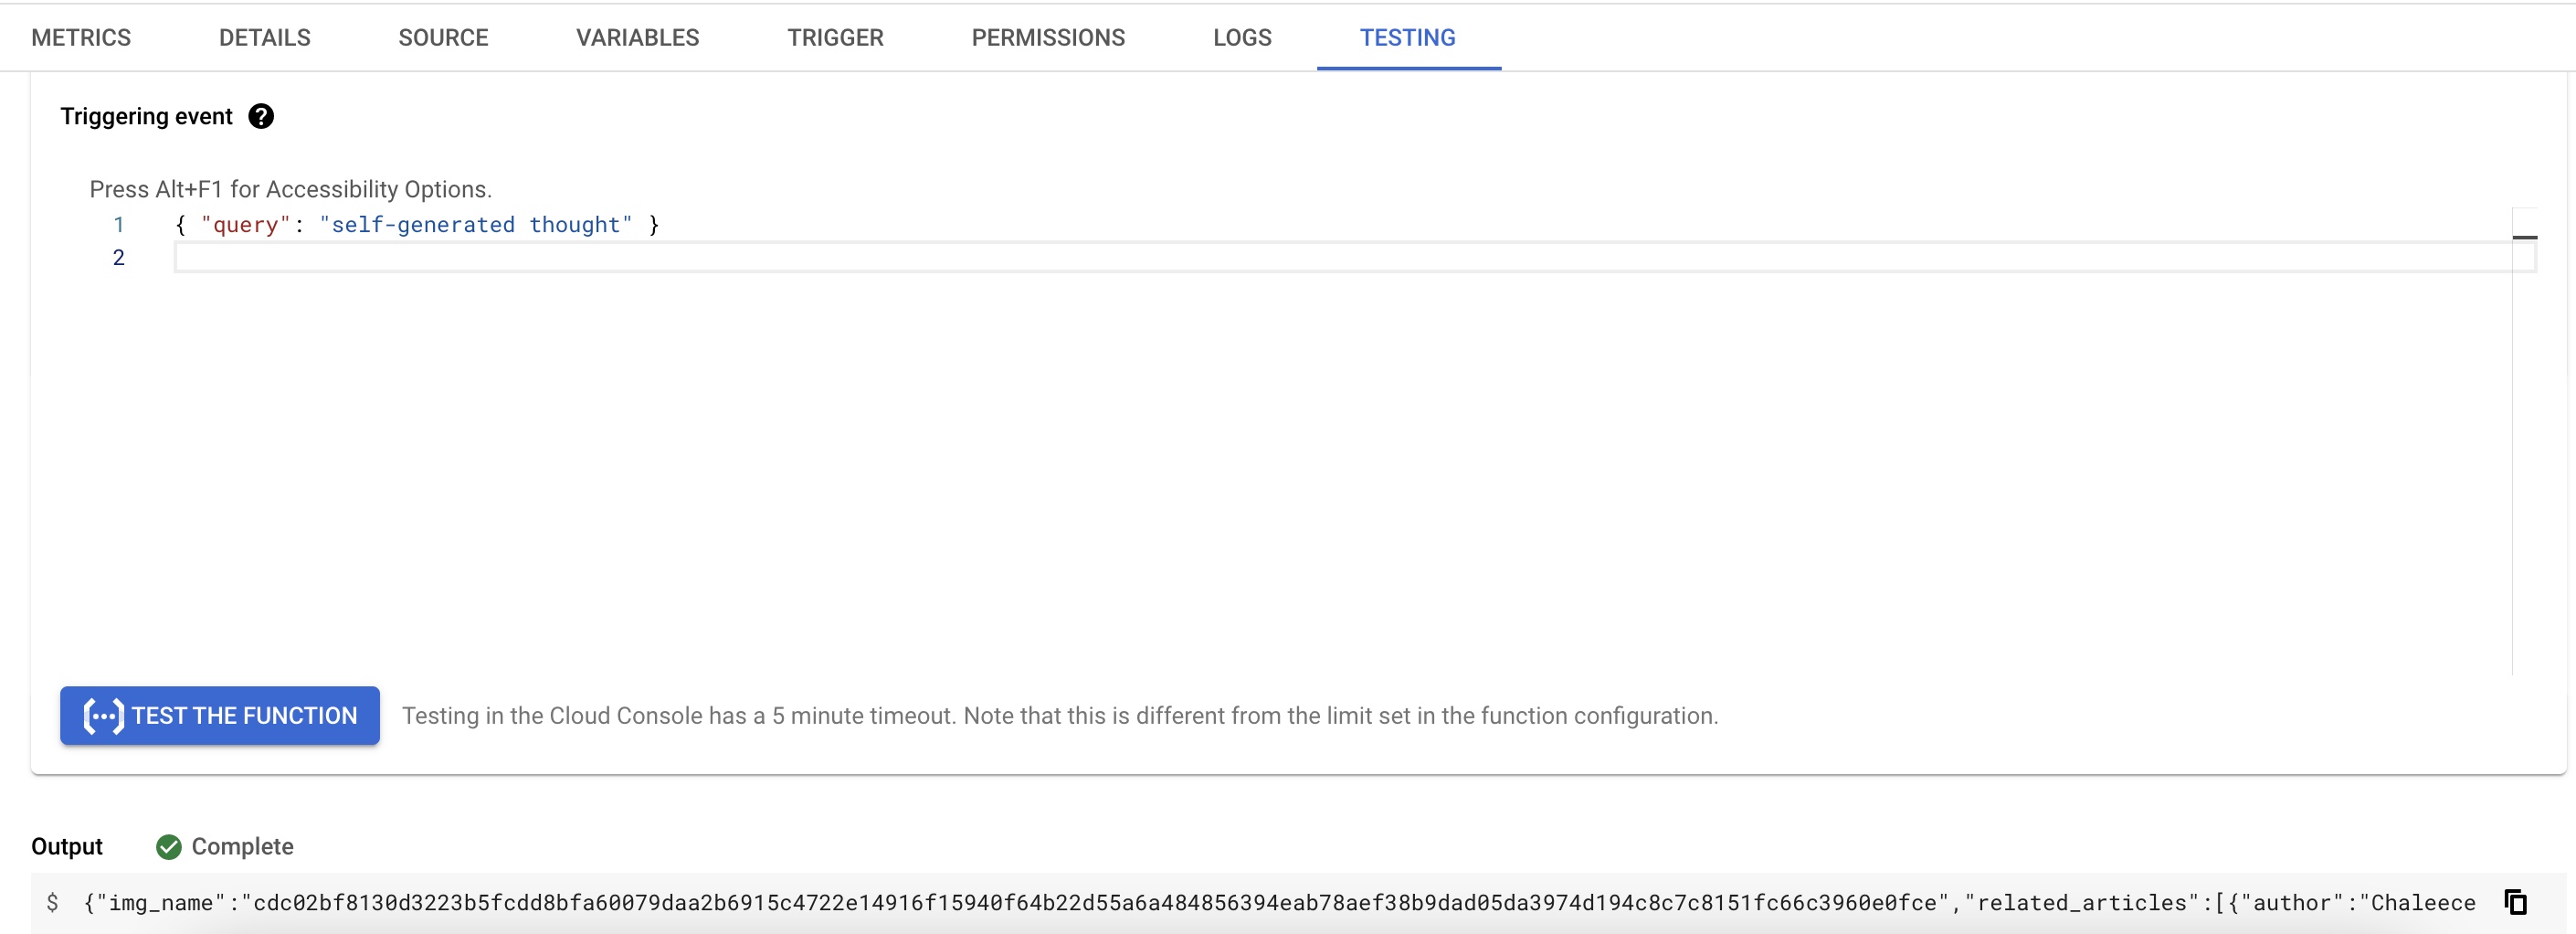 METRICS DETAILS SOURCE VARIABLES TRIGGER PERMISSIONS LOGS TESTING
Triggering event ?
Press Alt+F1 for Accessibility Options.
1 { "query": "self-generated thought" }
2
TEST THE FUNCTION Testing in the Cloud Console has a 5 minute timeout. Note that this is different from the limit set in the function configuration.
Output Complete
$ {"img_name":"cdc02bf8130d3223b5fcdd8bfa60079daa2b6915c4722e14916f15940f64b22d55a6a484856394eab78aef38b9dad05da3974d194c8c7c8151fc66c3960e0fce","related_articles":[{"author":"Chaleece